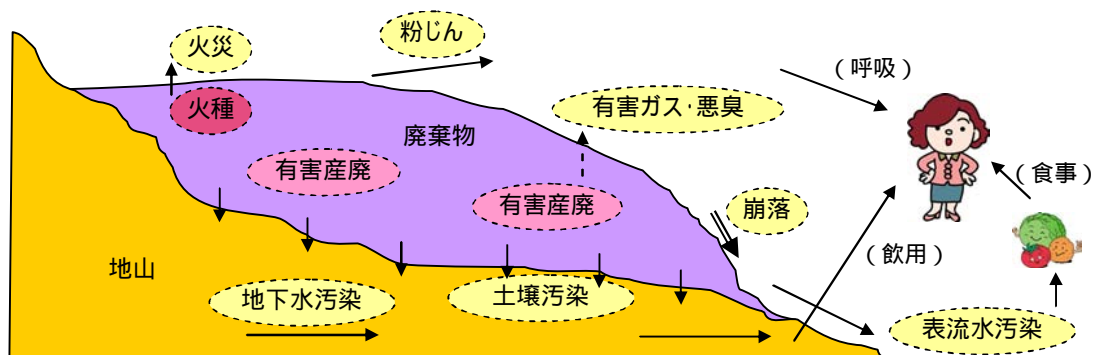 火災
粉じん
(呼吸)
火種
有害ガス・悪臭
廃棄物
有害産廃
(食事)
有害産廃
崩落
地山
(飲用)
地下水汚染
土壌汚染
表流水汚染